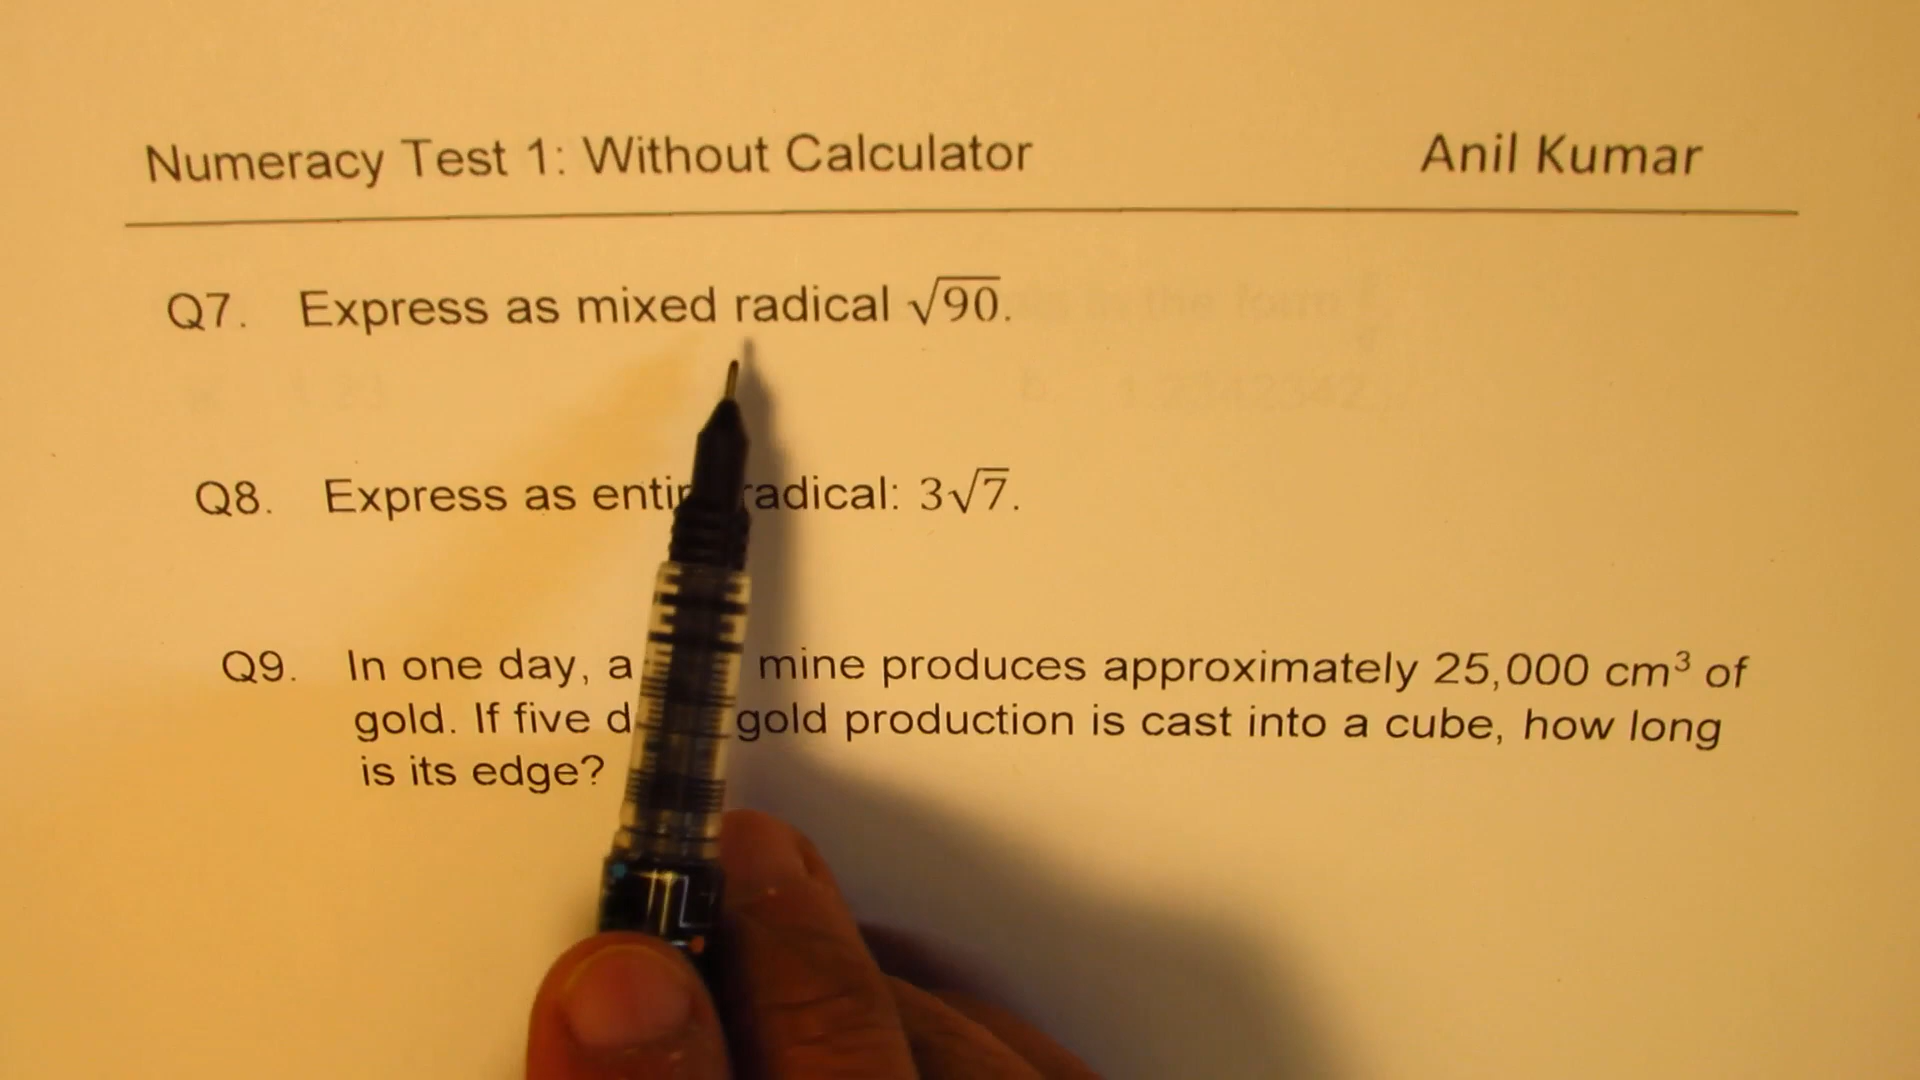 Numeracy Test 1: Without Calculator Anil Kumar
Q7. Express as mixed radical √90.
Q8. Express as radical: 3√7.
Q9. In one day, a mine produces approximately 25,000 cm³ of
gold. If five gold production is cast into a cube, how long
is its edge?